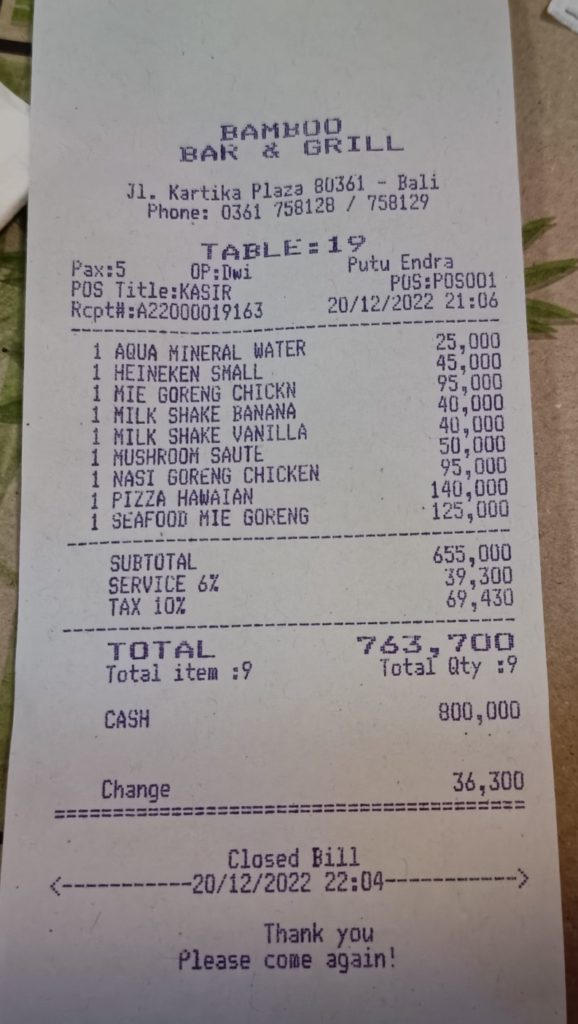 BAMBOO
BAR & GRILL
Jl. Kartika Plaza 80361 - Bali
Phone: 0361 758128 / 758129
TABLE:19
Pax:5 OP:Dwi Putu Endra
POS Title:KASIR POS:POS001
Rcpt#:A22000019163 20/12/2022 21:06
1 AQUA MINERAL WATER 25,000
1 HEINEKEN SMALL 45,000
1 MIE GORENG CHICKN 95,000
1 MILK SHAKE BANANA 40,000
1 MILK SHAKE VANILLA 40,000
1 MUSHROOM SAUTE 50,000
1 NASI GORENG CHICKEN 95,000
1 PIZZA HAWAIAN 140,000
1 SEAFOOD MIE GORENG 125,000
SUBTOTAL 655,000
SERVICE 6% 39,300
TAX 10% 69,430
TOTAL 763,700
Total item :9 Total Qty :9
CASH 800,000
Change 36,300
Closed Bill
<----------20/12/2022 22:04---------->
Thank you
Please come again!